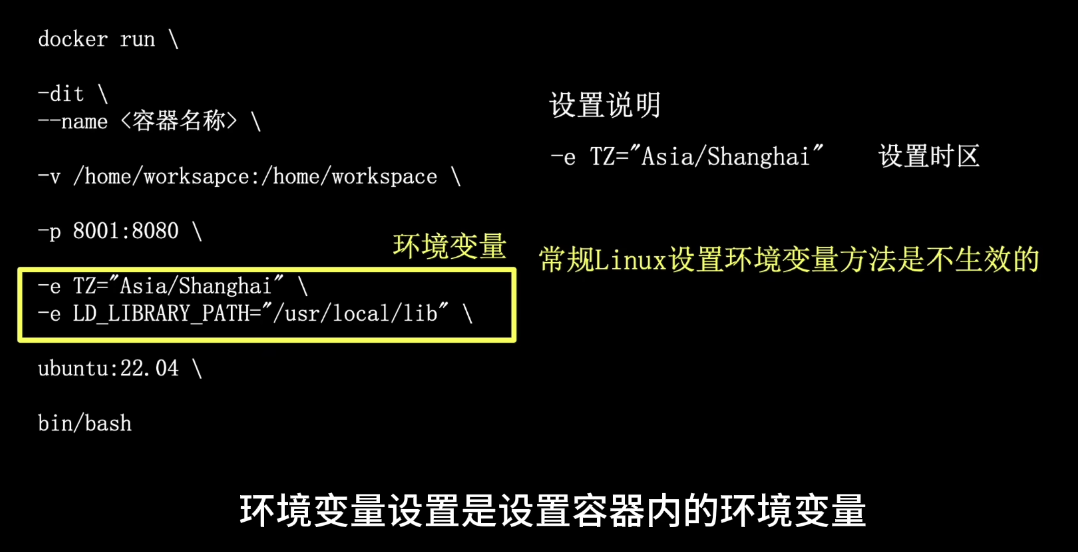 docker run \
-dit \
--name <容器名称> \
-v /home/worksapce:/home/workspace \
-p 8001:8080 \
环境变量
-e TZ="Asia/Shanghai" \
-e LD_LIBRARY_PATH="/usr/local/lib" \
ubuntu:22.04 \
bin/bash
设置说明
-e TZ="Asia/Shanghai" 设置时区
常规Linux设置环境变量方法是不生效的
环境变量设置是设置容器内的环境变量